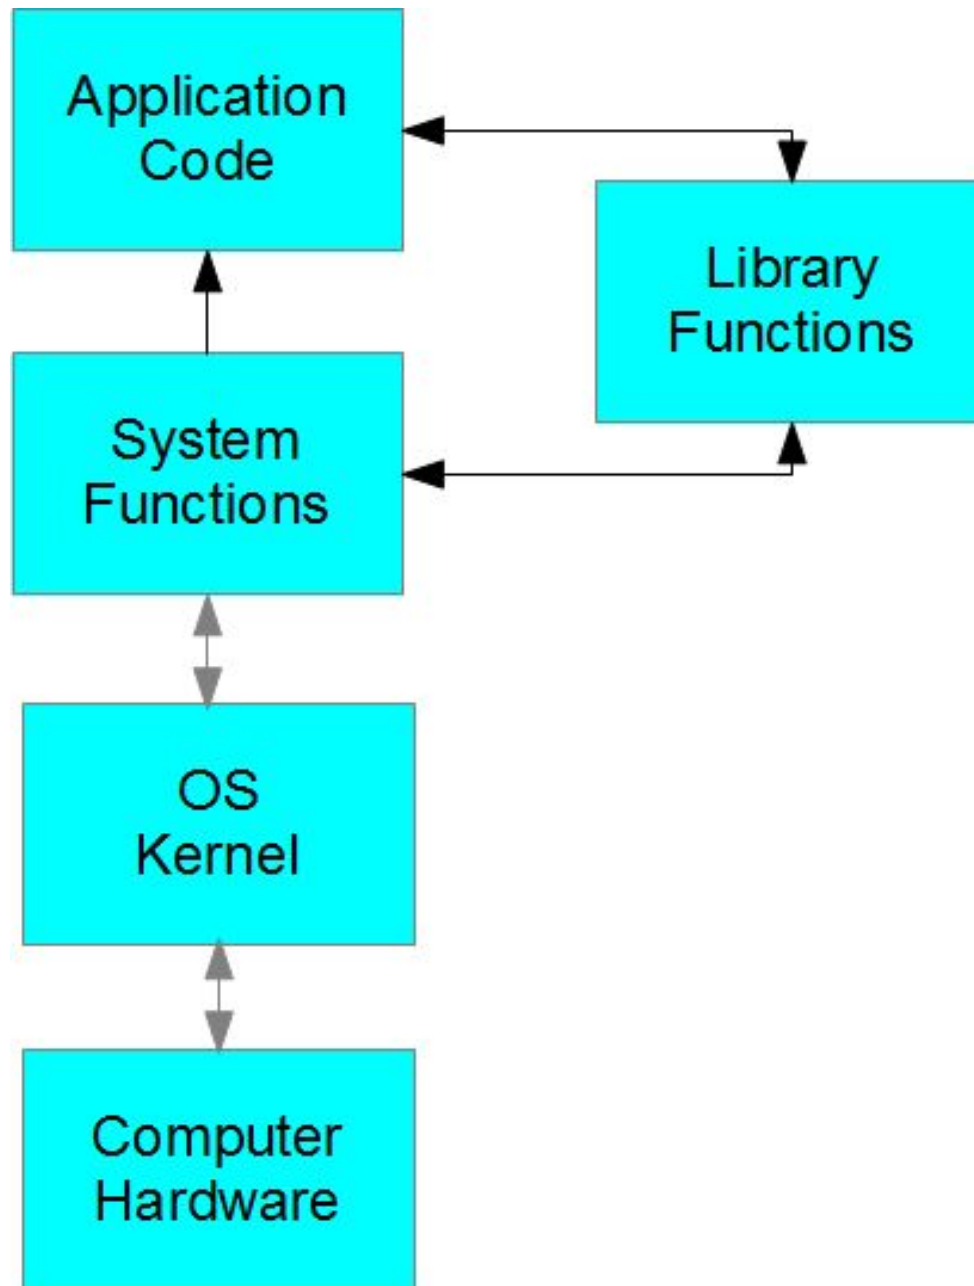 Application
Code
Library
Functions
System
Functions
OS
Kernel
Computer
Hardware